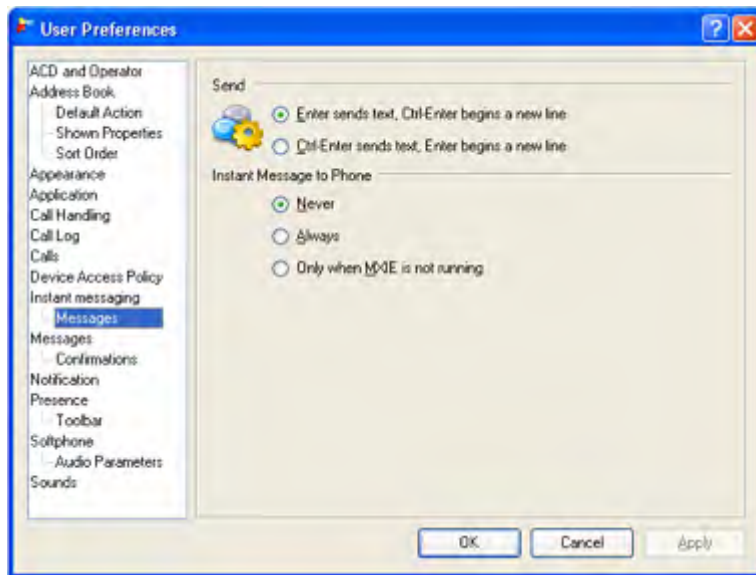 User Preferences
ACD and Operator
Address Book
Default Action
Shown Properties
Sort Order
Appearance
Application
Call Handling
Call Log
Calls
Device Access Policy
Instant messaging
Messages
Messages
Confirmations
Notification
Presence
Toolbar
Softphone
Audio Parameters
Sounds
Send
Enter sends text, Ctrl-Enter begins a new line
Ctrl-Enter sends text, Enter begins a new line
Instant Message to Phone
Never
Always
Only when MXIE is not running
OK
Cancel
Apply